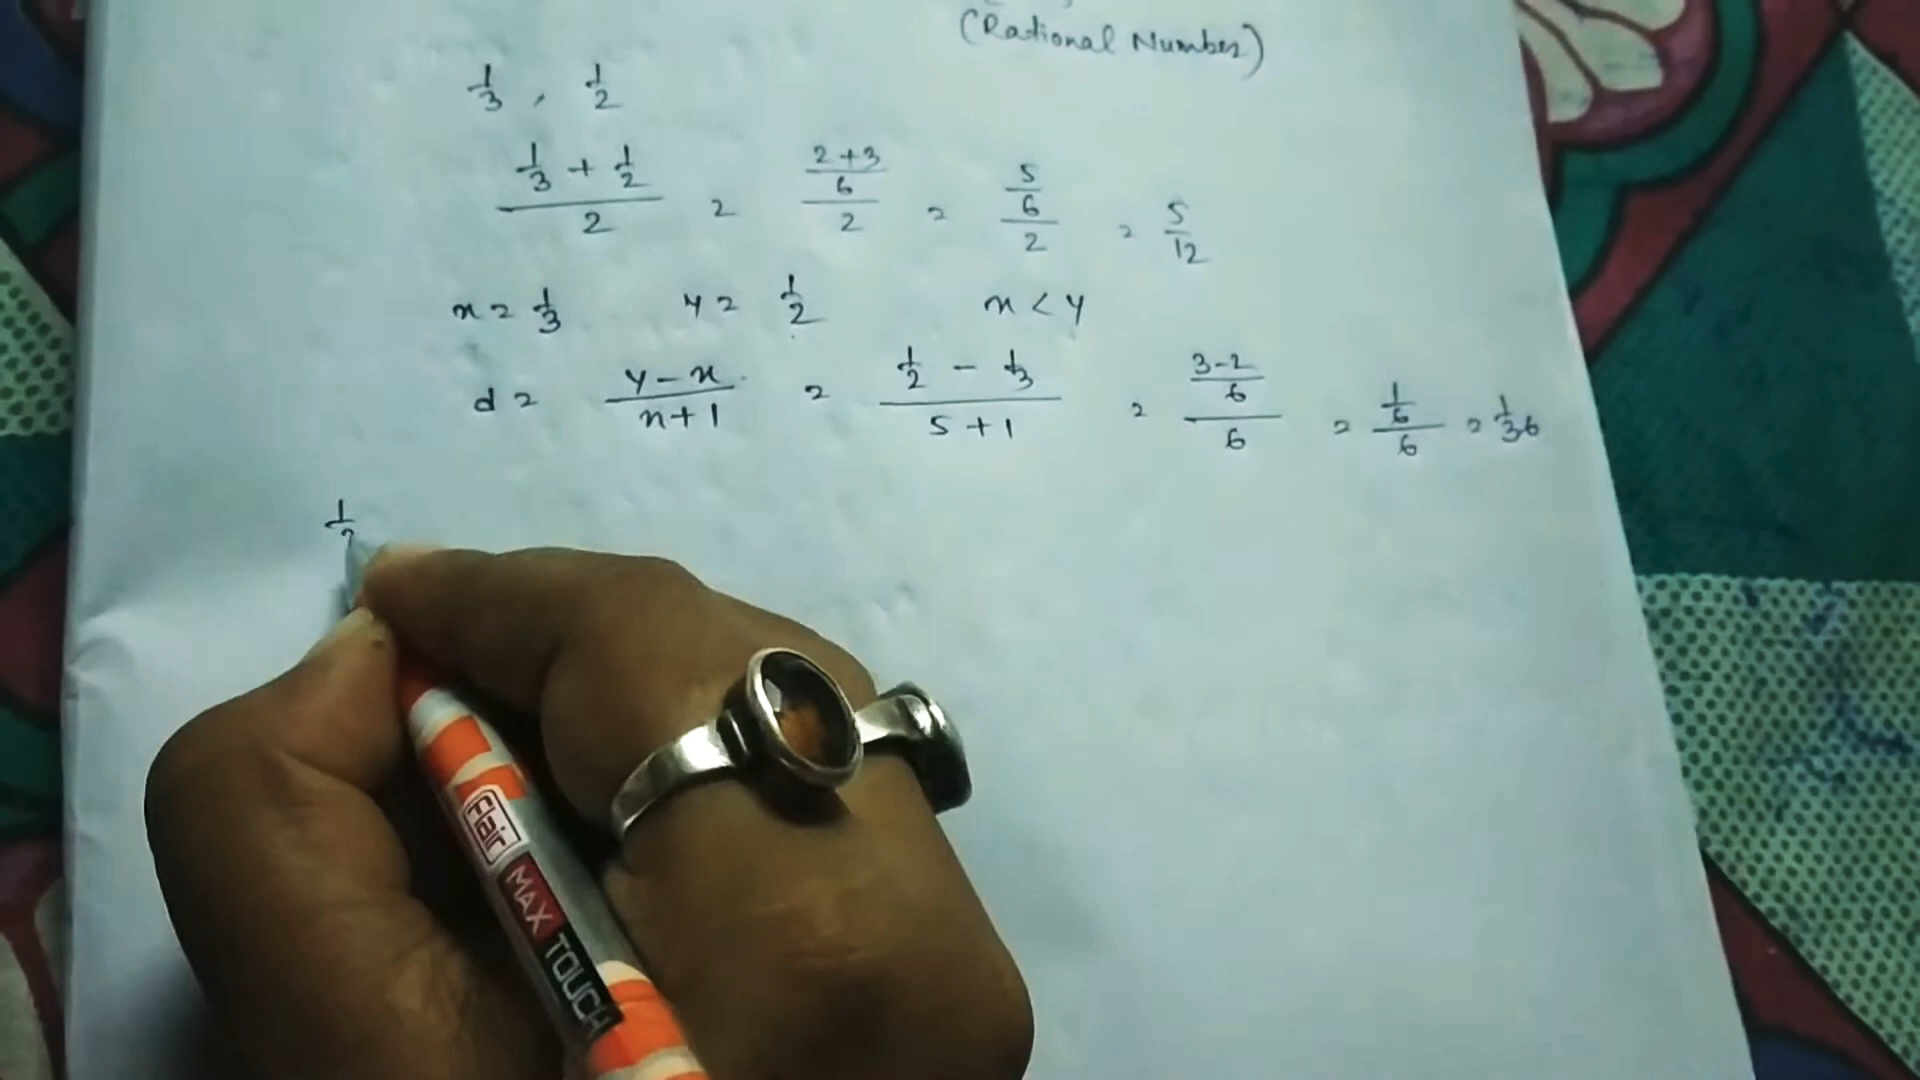 (Rational Number)
1/3 , 1/2
(1/3 + 1/2)/2 = ((2+3)/6)/2 = (5/6)/2 = 5/12
x = 1/3 y = 1/2 x < y
d = (y - x)/(n+1) = (1/2 - 1/3)/(5+1) = ((3-2)/6)/6 = (1/6)/6 = 1/36
Flair
MAX TOUCH